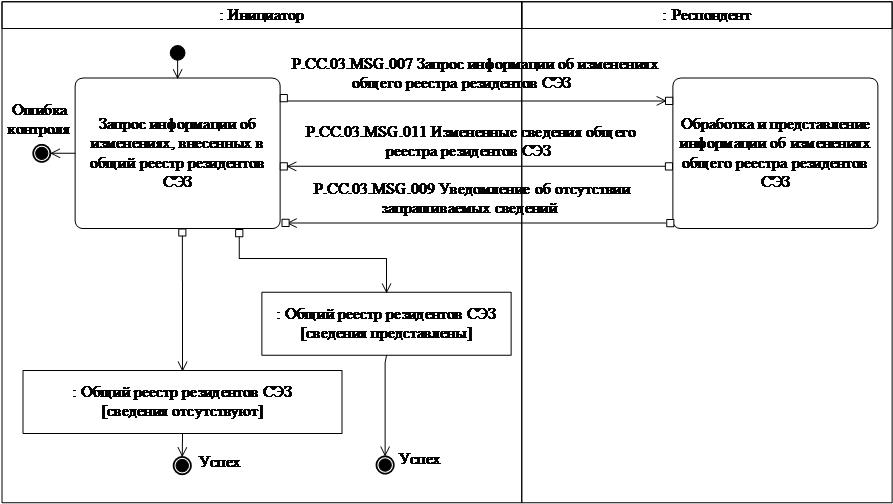 : Инициатор
: Респондент
P.CC.03.MSG.007 Запрос информации об изменениях
общего реестра резидентов СЭЗ
Ошибка
контроля
Запрос информации об
изменениях, внесенных в
общий реестр резидентов
СЭЗ
P.CC.03.MSG.011 Измененные сведения общего
реестра резидентов СЭЗ
Обработка и представление
информации об изменениях
общего реестра резидентов
СЭЗ
P.CC.03.MSG.009 Уведомление об отсутствии
запрашиваемых сведений
: Общий реестр резидентов СЭЗ
[сведения представлены]
: Общий реестр резидентов СЭЗ
[сведения отсутствуют]
Успех
Успех